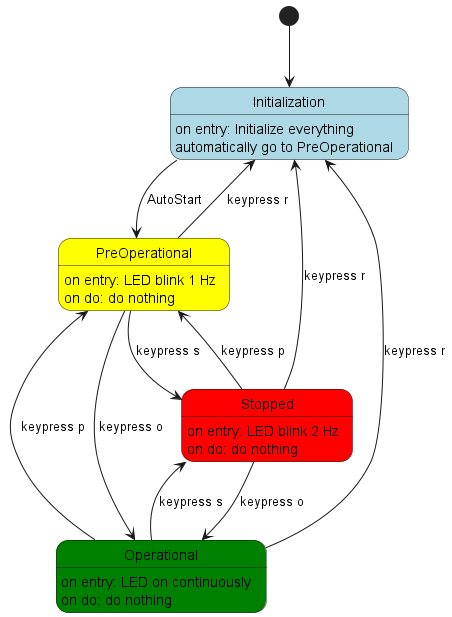 Initialization
on entry: Initialize everything
automatically go to PreOperational
AutoStart
keypress r
PreOperational
on entry: LED blink 1 Hz
on do: do nothing
keypress r
keypress s
keypress p
keypress r
Stopped
on entry: LED blink 2 Hz
on do: do nothing
keypress p
keypress o
keypress s
keypress o
Operational
on entry: LED on continuously
on do: do nothing